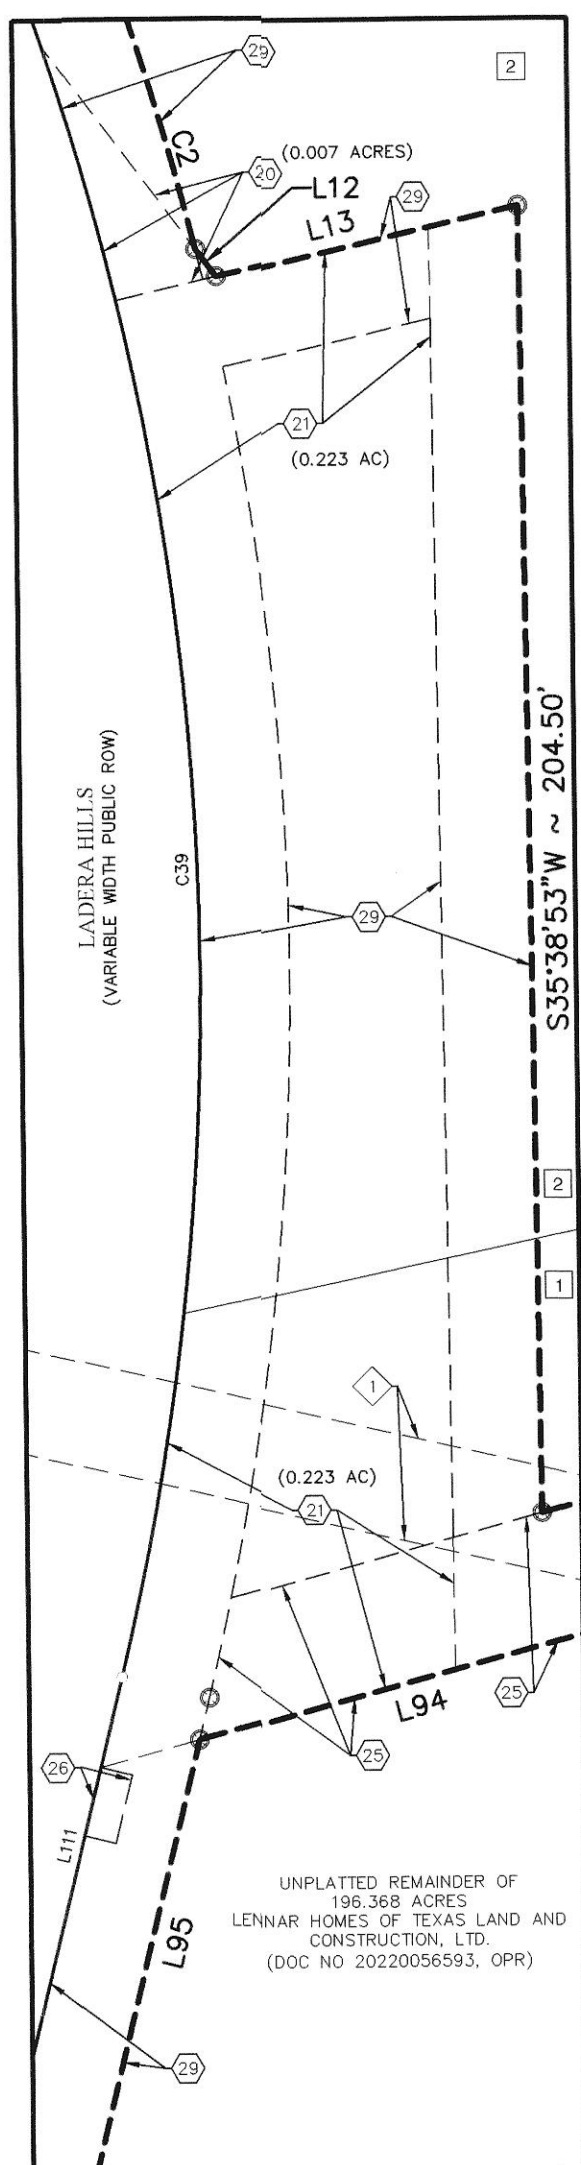 29
2
C2
20
(0.007 ACRES)
L12
29
L13
21
(0.223 AC)
LADERA HILLS
(VARIABLE WIDTH PUBLIC ROW)
C39
29
S35°38'53"W ~ 204.50'
2
1
1
(0.223 AC)
21
L94
25
25
26
L111
UNPLATTED REMAINDER OF
196.368 ACRES
LENNAR HOMES OF TEXAS LAND AND
CONSTRUCTION, LTD.
(DOC NO 20220056593, OPR)
L95
29